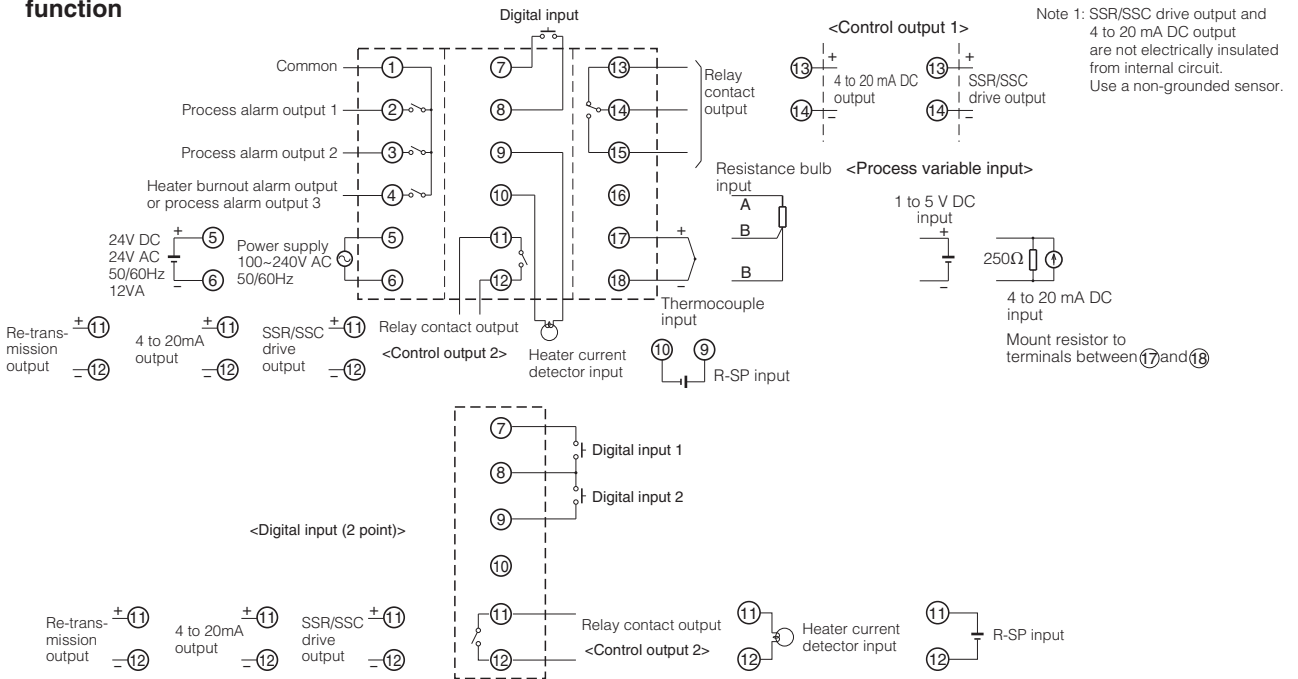 function
Digital input
<Control output 1>
Note 1: SSR/SSC drive output and
4 to 20 mA DC output
are not electrically insulated
from internal circuit.
Use a non-grounded sensor.
Common
1
7
13
Relay
contact
output
13
+
4 to 20 mA DC
output
14
–
13
+
SSR/SSC
drive output
14
–
Process alarm output 1
2
8
14
Process alarm output 2
3
9
15
Heater burnout alarm output
or process alarm output 3
4
10
16
Resistance bulb
input
A
B
B
<Process variable input>
1 to 5 V DC
input
+
–
250Ω
4 to 20 mA DC
input
Mount resistor to
terminals between 17 and 18
24V DC
24V AC
50/60Hz
12VA
+
5
–
6
Power supply
100~240V AC
50/60Hz
5
6
11
12
17
+
18
–
Thermocouple
input
Re-trans-
mission
output
+
11
–
12
4 to 20mA
output
+
11
–
12
SSR/SSC
drive
output
+
11
–
12
Relay contact output
<Control output 2>
Heater current
detector input
10
9
R-SP input
7
Digital input 1
8
Digital input 2
9
<Digital input (2 point)>
10
Re-trans-
mission
output
+
11
–
12
4 to 20mA
output
+
11
–
12
SSR/SSC
drive
output
+
11
–
12
11
12
Relay contact output
<Control output 2>
11
12
Heater current
detector input
11
12
R-SP input